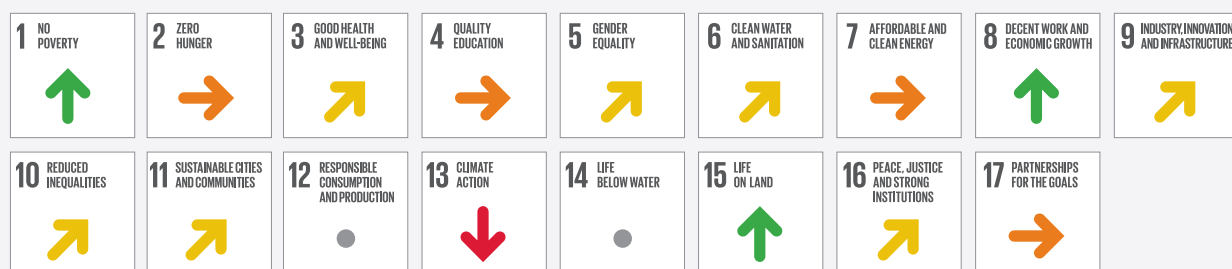 1 NO
POVERTY
2 ZERO
HUNGER
3 GOOD HEALTH
AND WELL-BEING
4 QUALITY
EDUCATION
5 GENDER
EQUALITY
6 CLEAN WATER
AND SANITATION
7 AFFORDABLE AND
CLEAN ENERGY
8 DECENT WORK AND
ECONOMIC GROWTH
9 INDUSTRY, INNOVATION
AND INFRASTRUCTURE
10 REDUCED
INEQUALITIES
11 SUSTAINABLE CITIES
AND COMMUNITIES
12 RESPONSIBLE
CONSUMPTION
AND PRODUCTION
13 CLIMATE
ACTION
14 LIFE
BELOW WATER
15 LIFE
ON LAND
16 PEACE, JUSTICE
AND STRONG
INSTITUTIONS
17 PARTNERSHIPS
FOR THE GOALS